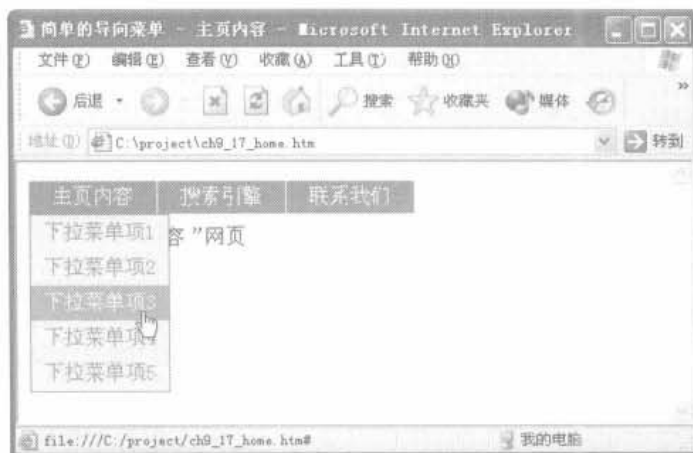 简单的导向菜单 - 主页内容 - Microsoft Internet Explorer
文件(F) 编辑(E) 查看(V) 收藏(A) 工具(T) 帮助(H)
后退 搜索 收藏夹 媒体 »
地址(D) C:\project\ch9_17_home.htm 转到
主页内容 搜索引擎 联系我们
下拉菜单项1 容”网页
下拉菜单项2
下拉菜单项3
下拉菜单项4
下拉菜单项5
file:///C:/project/ch9_17_home.htm# 我的电脑